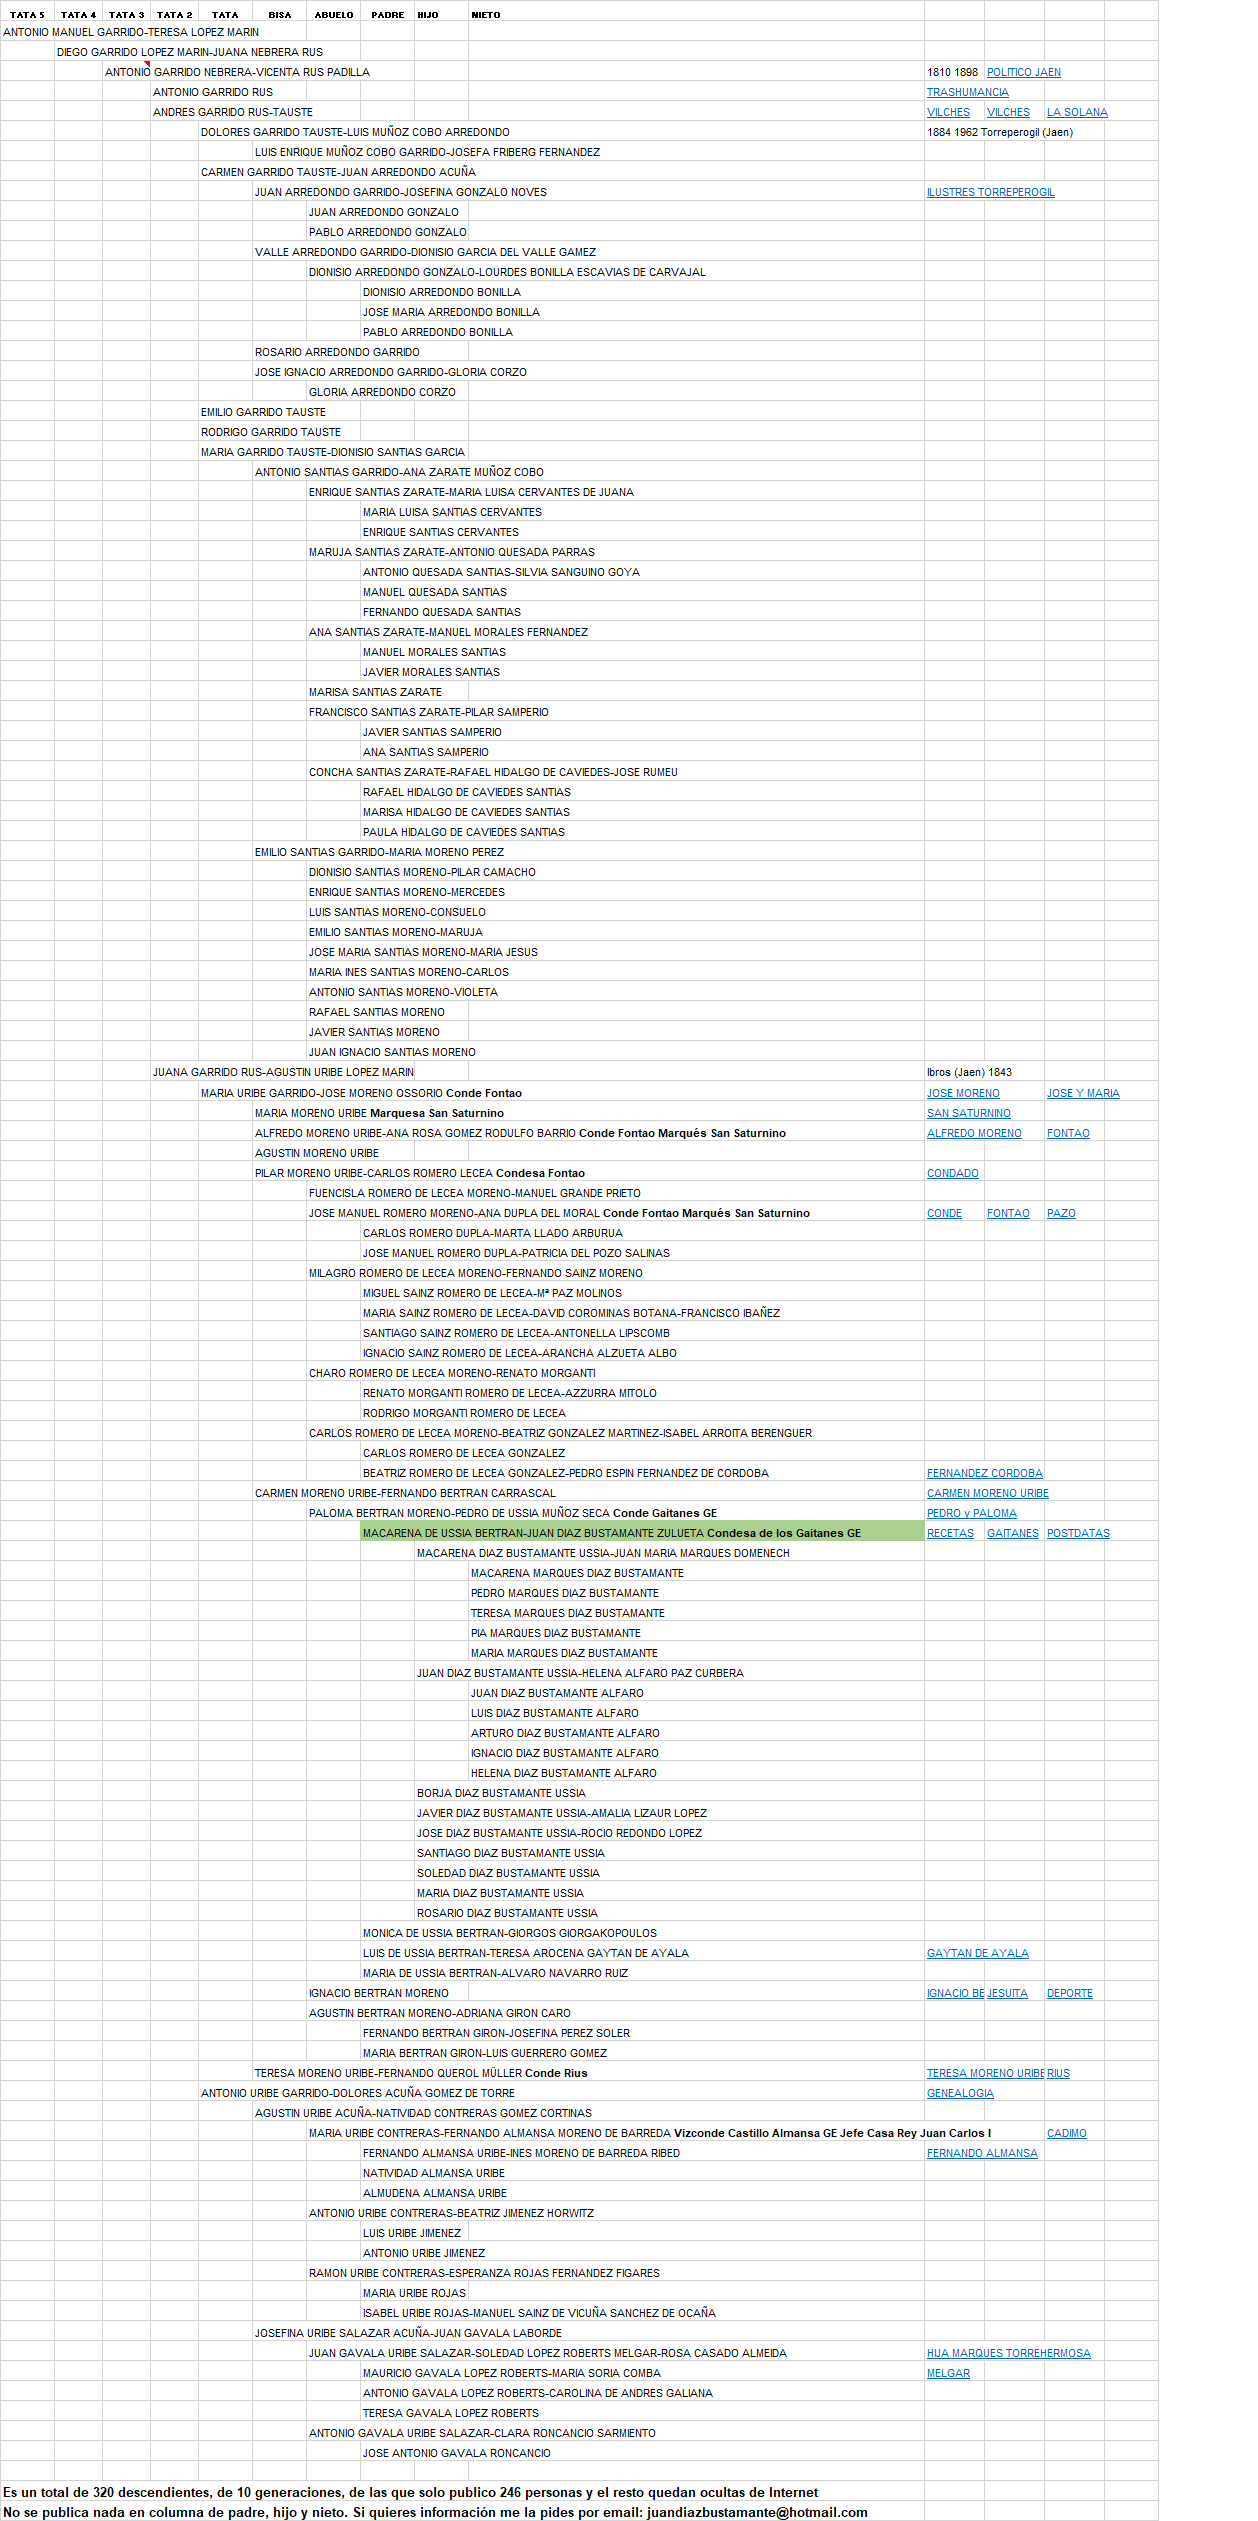 TATA 5 TATA 4 TATA 3 TATA 2 TATA BISA ABUELO PADRE HIJO NIETO
ANTONIO MANUEL GARRIDO-TERESA LOPEZ MARIN
DIEGO GARRIDO LOPEZ MARIN-JUANA NEBRERA RUS
ANTONIO GARRIDO NEBRERA-VICENTA RUS PADILLA 1810 1898 POLITICO JAEN
ANTONIO GARRIDO RUS TRASHUMANCIA
ANDRES GARRIDO RUS-TAUSTE VILCHES VILCHES LA SOLANA
DOLORES GARRIDO TAUSTE-LUIS MUÑOZ COBO ARREDONDO 1884 1962 Torreperogil (Jaen)
LUIS ENRIQUE MUÑOZ COBO GARRIDO-JOSEFA FRIBERG FERNANDEZ
CARMEN GARRIDO TAUSTE-JUAN ARREDONDO ACUÑA
JUAN ARREDONDO GARRIDO-JOSEFINA GONZALO NOVES ILUSTRES TORREPEROGIL
JUAN ARREDONDO GONZALO
PABLO ARREDONDO GONZALO
VALLE ARREDONDO GARRIDO-DIONISIO GARCIA DEL VALLE GAMEZ
DIONISIO ARREDONDO GONZALO-LOURDES BONILLA ESCAVIAS DE CARVAJAL
DIONISIO ARREDONDO BONILLA
JOSE MARIA ARREDONDO BONILLA
PABLO ARREDONDO BONILLA
ROSARIO ARREDONDO GARRIDO
JOSE IGNACIO ARREDONDO GARRIDO-GLORIA CORZO
GLORIA ARREDONDO CORZO
EMILIO GARRIDO TAUSTE
RODRIGO GARRIDO TAUSTE
MARIA GARRIDO TAUSTE-DIONISIO SANTIAS GARCIA
ANTONIO SANTIAS GARRIDO-ANA ZARATE MUÑOZ COBO
ENRIQUE SANTIAS ZARATE-MARIA LUISA CERVANTES DE JUANA
MARIA LUISA SANTIAS CERVANTES
ENRIQUE SANTIAS CERVANTES
MARUJA SANTIAS ZARATE-ANTONIO QUESADA PARRAS
ANTONIO QUESADA SANTIAS-SILVIA SANGUINO GOYA
MANUEL QUESADA SANTIAS
FERNANDO QUESADA SANTIAS
ANA SANTIAS ZARATE-MANUEL MORALES FERNANDEZ
MANUEL MORALES SANTIAS
JAVIER MORALES SANTIAS
MARISA SANTIAS ZARATE
FRANCISCO SANTIAS ZARATE-PILAR SAMPERIO
JAVIER SANTIAS SAMPERIO
ANA SANTIAS SAMPERIO
CONCHA SANTIAS ZARATE-RAFAEL HIDALGO DE CAVIEDES-JOSE RUMEU
RAFAEL HIDALGO DE CAVIEDES SANTIAS
MARISA HIDALGO DE CAVIEDES SANTIAS
PAULA HIDALGO DE CAVIEDES SANTIAS
EMILIO SANTIAS GARRIDO-MARIA MORENO PEREZ
DIONISIO SANTIAS MORENO-PILAR CAMACHO
ENRIQUE SANTIAS MORENO-MERCEDES
LUIS SANTIAS MORENO-CONSUELO
EMILIO SANTIAS MORENO-MARUJA
JOSE MARIA SANTIAS MORENO-MARIA JESUS
MARIA INES SANTIAS MORENO-CARLOS
ANTONIO SANTIAS MORENO-VIOLETA
RAFAEL SANTIAS MORENO
JAVIER SANTIAS MORENO
JUAN IGNACIO SANTIAS MORENO
JUANA GARRIDO RUS-AGUSTIN URIBE LOPEZ MARIN Ibros (Jaen) 1843
MARIA URIBE GARRIDO-JOSE MORENO OSSORIO Conde Fontao JOSE MORENO JOSE Y MARIA
MARIA MORENO URIBE Marquesa San Saturnino SAN SATURNINO
ALFREDO MORENO URIBE-ANA ROSA GOMEZ RODULFO BARRIO Conde Fontao Marqués San Saturnino ALFREDO MORENO FONTAO
AGUSTIN MORENO URIBE
PILAR MORENO URIBE-CARLOS ROMERO LECEA Condesa Fontao CONDADO
FUENCISLA ROMERO DE LECEA MORENO-MANUEL GRANDE PRIETO
JOSE MANUEL ROMERO MORENO-ANA DUPLA DEL MORAL Conde Fontao Marqués San Saturnino CONDE FONTAO PAZO
CARLOS ROMERO DUPLA-MARTA LLADO ARBURUA
JOSE MANUEL ROMERO DUPLA-PATRICIA DEL POZO SALINAS
MILAGRO ROMERO DE LECEA MORENO-FERNANDO SAINZ MORENO
MIGUEL SAINZ ROMERO DE LECEA-Mª PAZ MOLINOS
MARIA SAINZ ROMERO DE LECEA-DAVID COROMINAS BOTANA-FRANCISCO IBAÑEZ
SANTIAGO SAINZ ROMERO DE LECEA-ANTONELLA LIPSCOMB
IGNACIO SAINZ ROMERO DE LECEA-ARANCHA ALZUETA ALBO
CHARO ROMERO DE LECEA MORENO-RENATO MORGANTI
RENATO MORGANTI ROMERO DE LECEA-AZZURRA MITOLO
RODRIGO MORGANTI ROMERO DE LECEA
CARLOS ROMERO DE LECEA MORENO-BEATRIZ GONZALEZ MARTINEZ-ISABEL ARROITA BERENGUER
CARLOS ROMERO DE LECEA GONZALEZ
BEATRIZ ROMERO DE LECEA GONZALEZ-PEDRO ESPIN FERNANDEZ DE CORDOBA FERNANDEZ CORDOBA
CARMEN MORENO URIBE-FERNANDO BERTRAN CARRASCAL CARMEN MORENO URIBE
PALOMA BERTRAN MORENO-PEDRO DE USSIA MUÑOZ SECA Conde Gaitanes GE PEDRO y PALOMA
MACARENA DE USSIA BERTRAN-JUAN DIAZ BUSTAMANTE ZULUETA Condesa de los Gaitanes GE RECETAS GAITANES POSTDATAS
MACARENA DIAZ BUSTAMANTE USSIA-JUAN MARIA MARQUES DOMENECH
MACARENA MARQUES DIAZ BUSTAMANTE
PEDRO MARQUES DIAZ BUSTAMANTE
TERESA MARQUES DIAZ BUSTAMANTE
PIA MARQUES DIAZ BUSTAMANTE
MARIA MARQUES DIAZ BUSTAMANTE
JUAN DIAZ BUSTAMANTE USSIA-HELENA ALFARO PAZ CURBERA
JUAN DIAZ BUSTAMANTE ALFARO
LUIS DIAZ BUSTAMANTE ALFARO
ARTURO DIAZ BUSTAMANTE ALFARO
IGNACIO DIAZ BUSTAMANTE ALFARO
HELENA DIAZ BUSTAMANTE ALFARO
BORJA DIAZ BUSTAMANTE USSIA
JAVIER DIAZ BUSTAMANTE USSIA-AMALIA LIZAUR LOPEZ
JOSE DIAZ BUSTAMANTE USSIA-ROCIO REDONDO LOPEZ
SANTIAGO DIAZ BUSTAMANTE USSIA
SOLEDAD DIAZ BUSTAMANTE USSIA
MARIA DIAZ BUSTAMANTE USSIA
ROSARIO DIAZ BUSTAMANTE USSIA
MONICA DE USSIA BERTRAN-GIORGOS GIORGAKOPOULOS
LUIS DE USSIA BERTRAN-TERESA AROCENA GAYTAN DE AYALA GAYTAN DE AYALA
MARIA DE USSIA BERTRAN-ALVARO NAVARRO RUIZ
IGNACIO BERTRAN MORENO IGNACIO BE JESUITA DEPORTE
AGUSTIN BERTRAN MORENO-ADRIANA GIRON CARO
FERNANDO BERTRAN GIRON-JOSEFINA PEREZ SOLER
MARIA BERTRAN GIRON-LUIS GUERRERO GOMEZ
TERESA MORENO URIBE-FERNANDO QUEROL MÜLLER Conde Rius TERESA MORENO URIBE RIUS
ANTONIO URIBE GARRIDO-DOLORES ACUÑA GOMEZ DE TORRE GENEALOGIA
AGUSTIN URIBE ACUÑA-NATIVIDAD CONTRERAS GOMEZ CORTINAS
MARIA URIBE CONTRERAS-FERNANDO ALMANSA MORENO DE BARREDA Vizconde Castillo Almansa GE Jefe Casa Rey Juan Carlos I CADIMO
FERNANDO ALMANSA URIBE-INES MORENO DE BARREDA RIBED FERNANDO ALMANSA
NATIVIDAD ALMANSA URIBE
ALMUDENA ALMANSA URIBE
ANTONIO URIBE CONTRERAS-BEATRIZ JIMENEZ HORWITZ
LUIS URIBE JIMENEZ
ANTONIO URIBE JIMENEZ
RAMON URIBE CONTRERAS-ESPERANZA ROJAS FERNANDEZ FIGARES
MARIA URIBE ROJAS
ISABEL URIBE ROJAS-MANUEL SAINZ DE VICUÑA SANCHEZ DE OCAÑA
JOSEFINA URIBE SALAZAR ACUÑA-JUAN GAVALA LABORDE
JUAN GAVALA URIBE SALAZAR-SOLEDAD LOPEZ ROBERTS MELGAR-ROSA CASADO ALMEIDA HIJA MARQUES TORREHERMOSA
MAURICIO GAVALA LOPEZ ROBERTS-MARIA SORIA COMBA MELGAR
ANTONIO GAVALA LOPEZ ROBERTS-CAROLINA DE ANDRES GALIANA
TERESA GAVALA LOPEZ ROBERTS
ANTONIO GAVALA URIBE SALAZAR-CLARA RONCANCIO SARMIENTO
JOSE ANTONIO GAVALA RONCANCIO
Es un total de 320 descendientes, de 10 generaciones, de las que solo publico 246 personas y el resto quedan ocultas de Internet
No se publica nada en columna de padre, hijo y nieto. Si quieres información me la pides por email: juandiazbustamante@hotmail.com